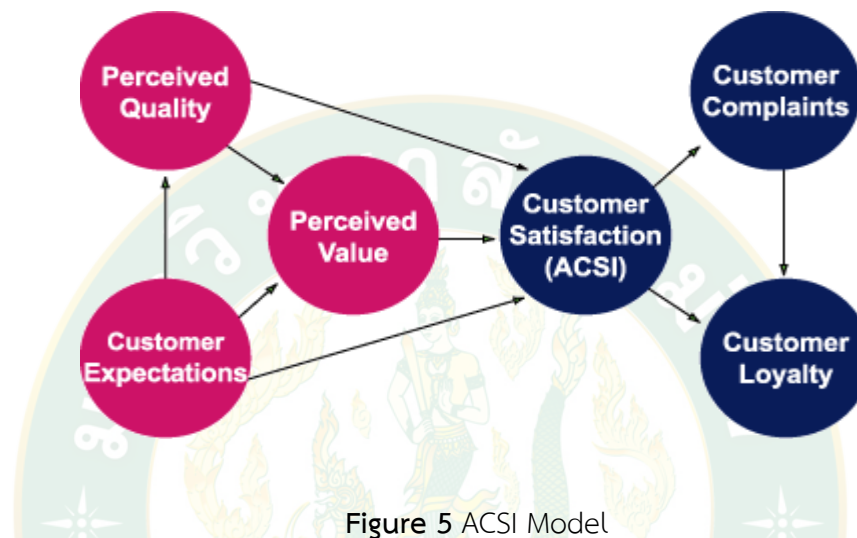 Perceived
Quality
Customer
Complaints
Perceived
Value
Customer
Satisfaction
(ACSI)
Customer
Expectations
Customer
Loyalty
Figure 5 ACSI Model